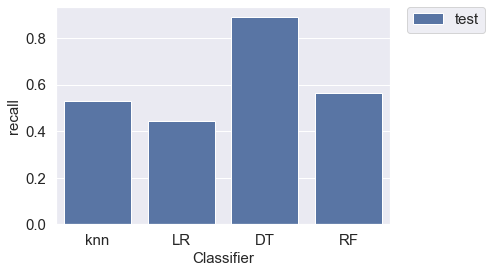 test
0.8
0.6
0.4
0.2
0.0
recall
knn LR DT RF
Classifier